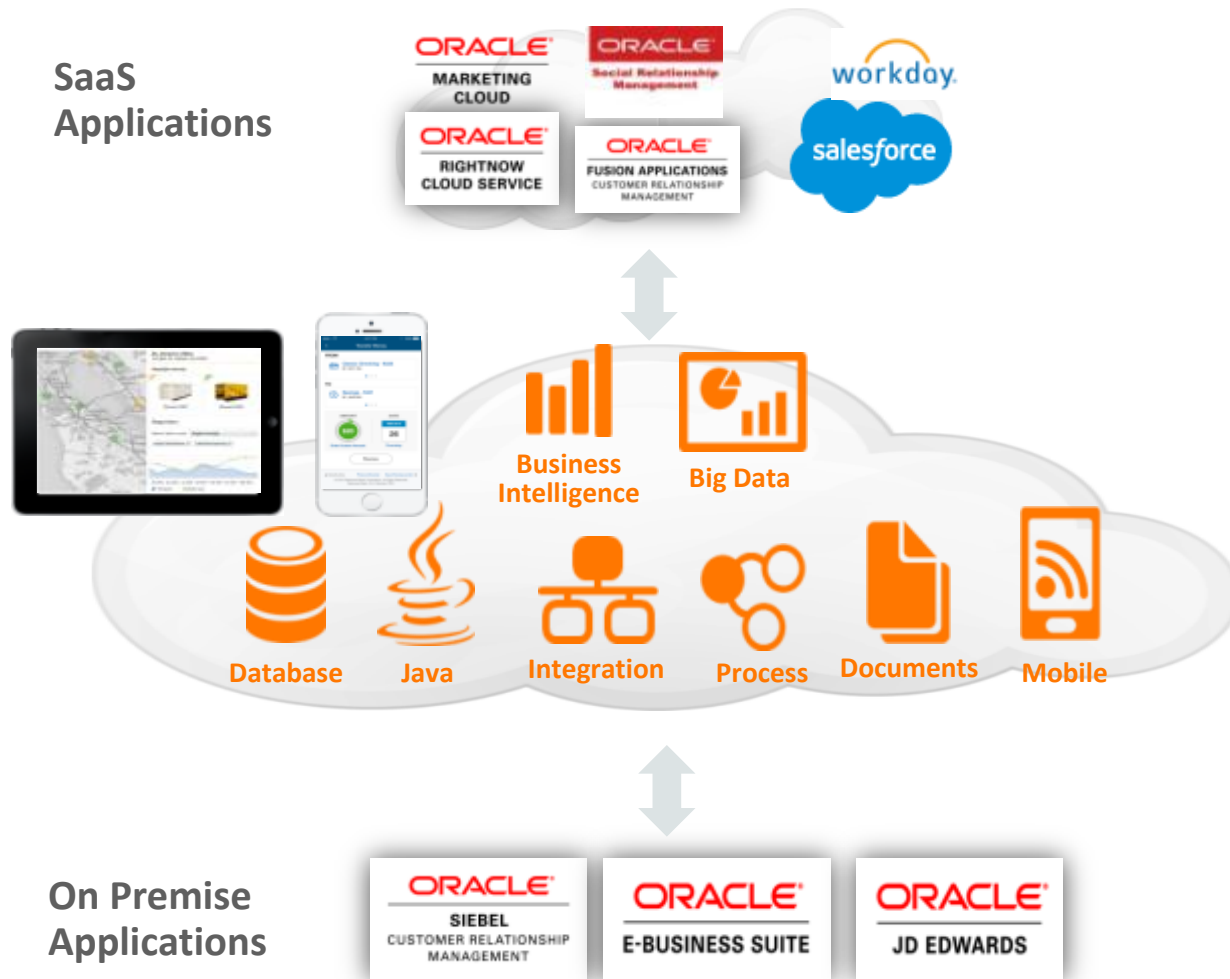 SaaS
Applications
ORACLE®
MARKETING
CLOUD
ORACLE®
Social Relationship
Management
workday.
ORACLE®
RIGHTNOW
CLOUD SERVICE
ORACLE®
FUSION APPLICATIONS
CUSTOMER RELATIONSHIP
MANAGEMENT
salesforce
Business
Intelligence
Big Data
Database
Java
Integration
Process
Documents
Mobile
On Premise
Applications
ORACLE®
SIEBEL
CUSTOMER RELATIONSHIP
MANAGEMENT
ORACLE®
E-BUSINESS SUITE
ORACLE®
JD EDWARDS